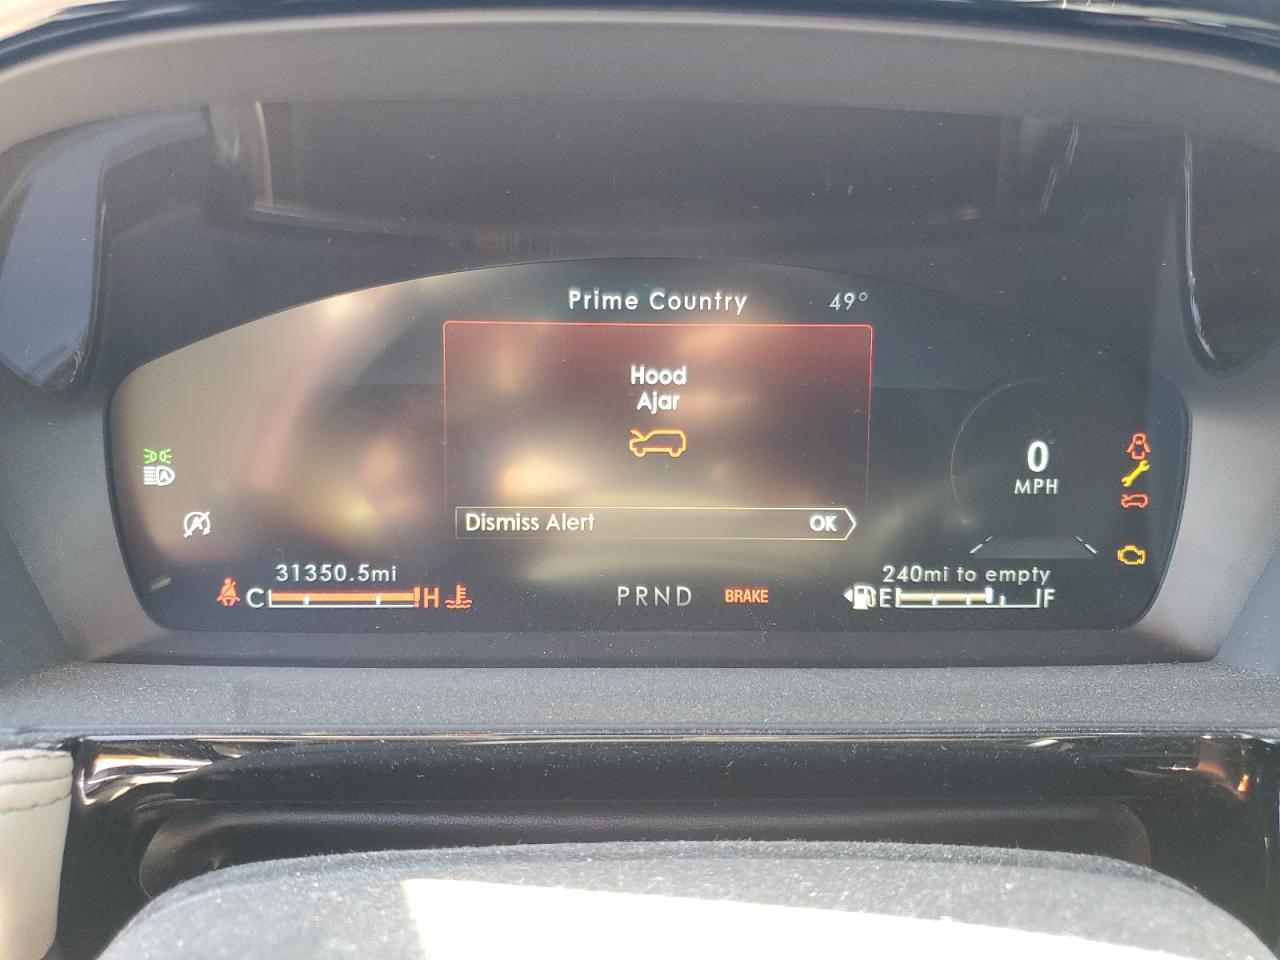 Prime Country 49°
Hood
Ajar
Dismiss Alert OK
0
MPH
31350.5mi
240mi to empty
C H
PRND
BRAKE
E F